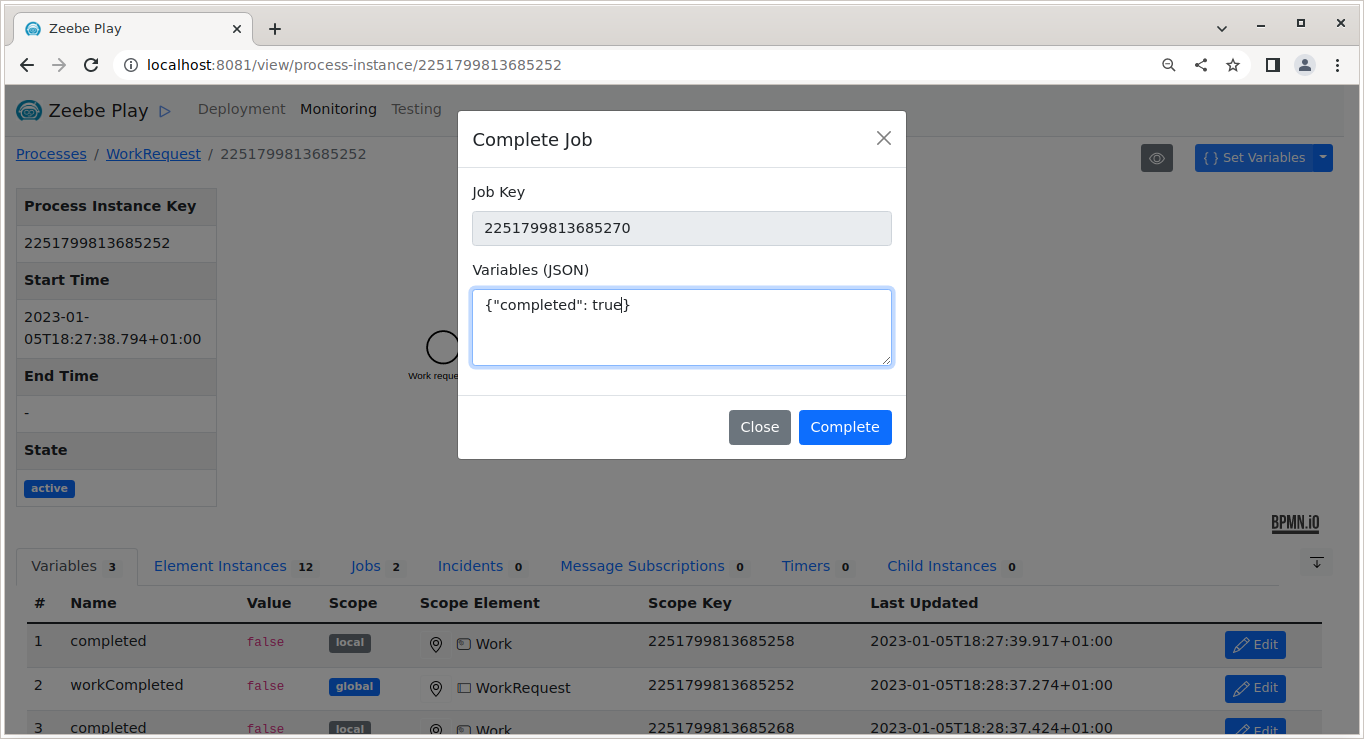 Zeebe Play
localhost:8081/view/process-instance/2251799813685252
Zeebe Play Deployment Monitoring Testing
Processes / WorkRequest / 2251799813685252
{ } Set Variables
Process Instance Key
2251799813685252
Start Time
2023-01-
05T18:27:38.794+01:00
End Time
-
State
active
Work reque
Complete Job
Job Key
2251799813685270
Variables (JSON)
{"completed": true}
Close Complete
BPMN.iO
Variables 3 Element Instances 12 Jobs 2 Incidents 0 Message Subscriptions 0 Timers 0 Child Instances 0
# Name Value Scope Scope Element Scope Key Last Updated
1 completed false local Work 2251799813685258 2023-01-05T18:27:39.917+01:00 Edit
2 workCompleted false global WorkRequest 2251799813685252 2023-01-05T18:28:37.274+01:00 Edit
3 completed false local Work 2251799813685268 2023-01-05T18:28:37.424+01:00 Edit